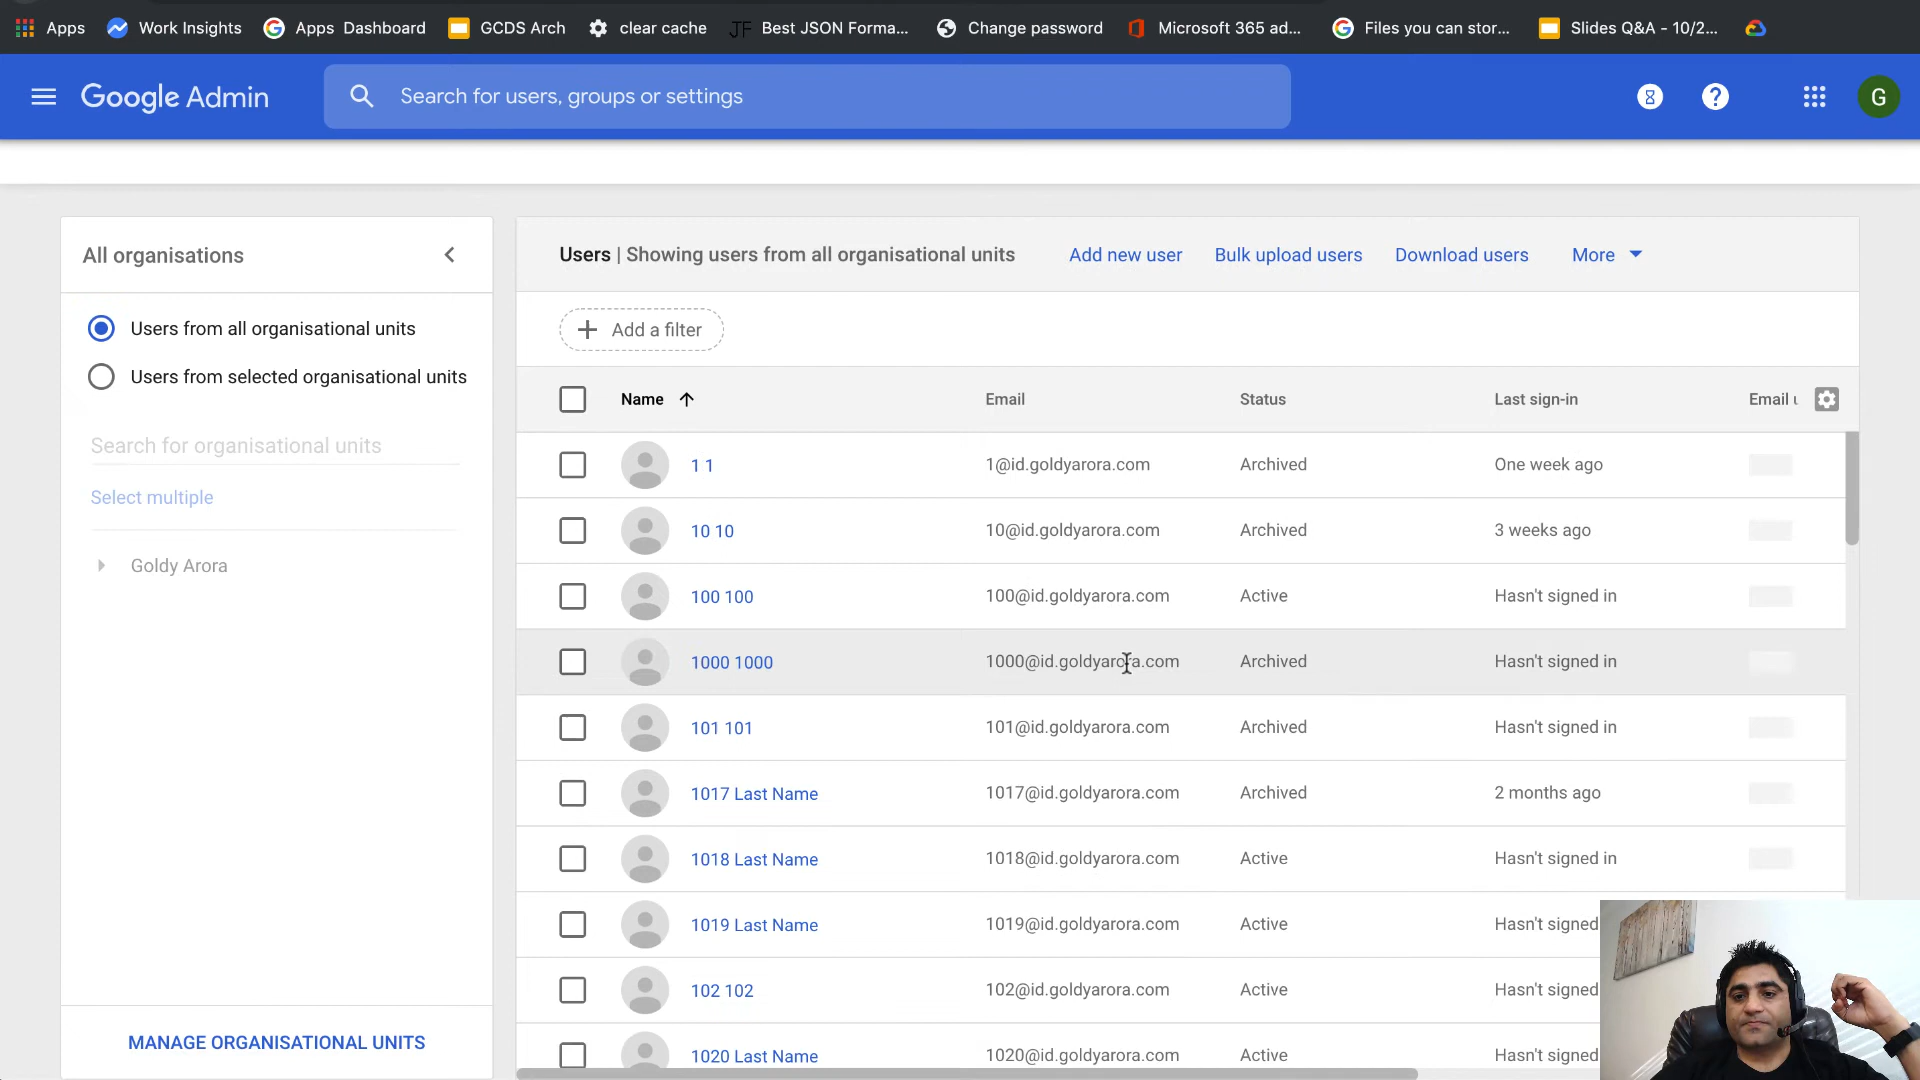 Apps Work Insights Apps Dashboard GCDS Arch clear cache JF Best JSON Forma... Change password Microsoft 365 ad... Files you can stor... Slides Q&A - 10/2...
Google Admin Search for users, groups or settings ? G
All organisations
Users from all organisational units
Users from selected organisational units
Search for organisational units
Select multiple
Goldy Arora
MANAGE ORGANISATIONAL UNITS
Users | Showing users from all organisational units Add new user Bulk upload users Download users More
Add a filter
Name Email Status Last sign-in Email
1 1 1@id.goldyarora.com Archived One week ago
10 10 10@id.goldyarora.com Archived 3 weeks ago
100 100 100@id.goldyarora.com Active Hasn't signed in
1000 1000 1000@id.goldyarora.com Archived Hasn't signed in
101 101 101@id.goldyarora.com Archived Hasn't signed in
1017 Last Name 1017@id.goldyarora.com Archived 2 months ago
1018 Last Name 1018@id.goldyarora.com Active Hasn't signed in
1019 Last Name 1019@id.goldyarora.com Active Hasn't signed
102 102 102@id.goldyarora.com Active Hasn't signed
1020 Last Name 1020@id.goldyarora.com Active Hasn't signed